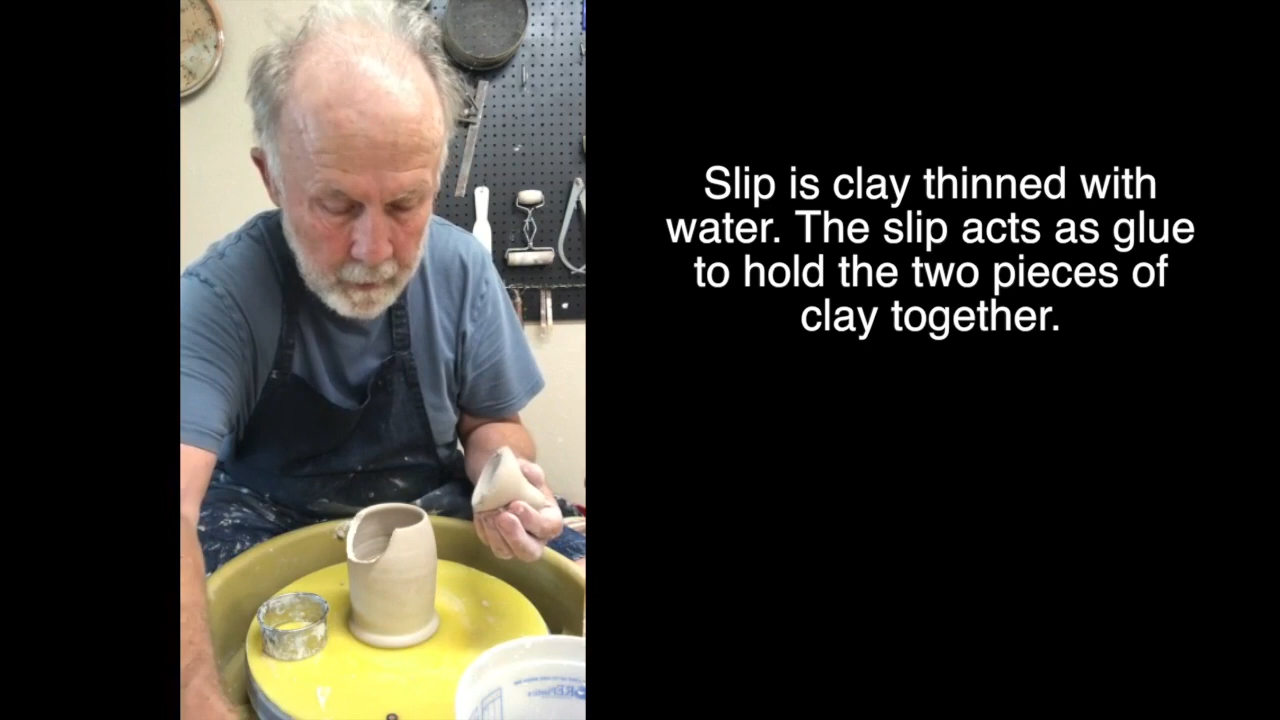 Slip is clay thinned with
water. The slip acts as glue
to hold the two pieces of
clay together.